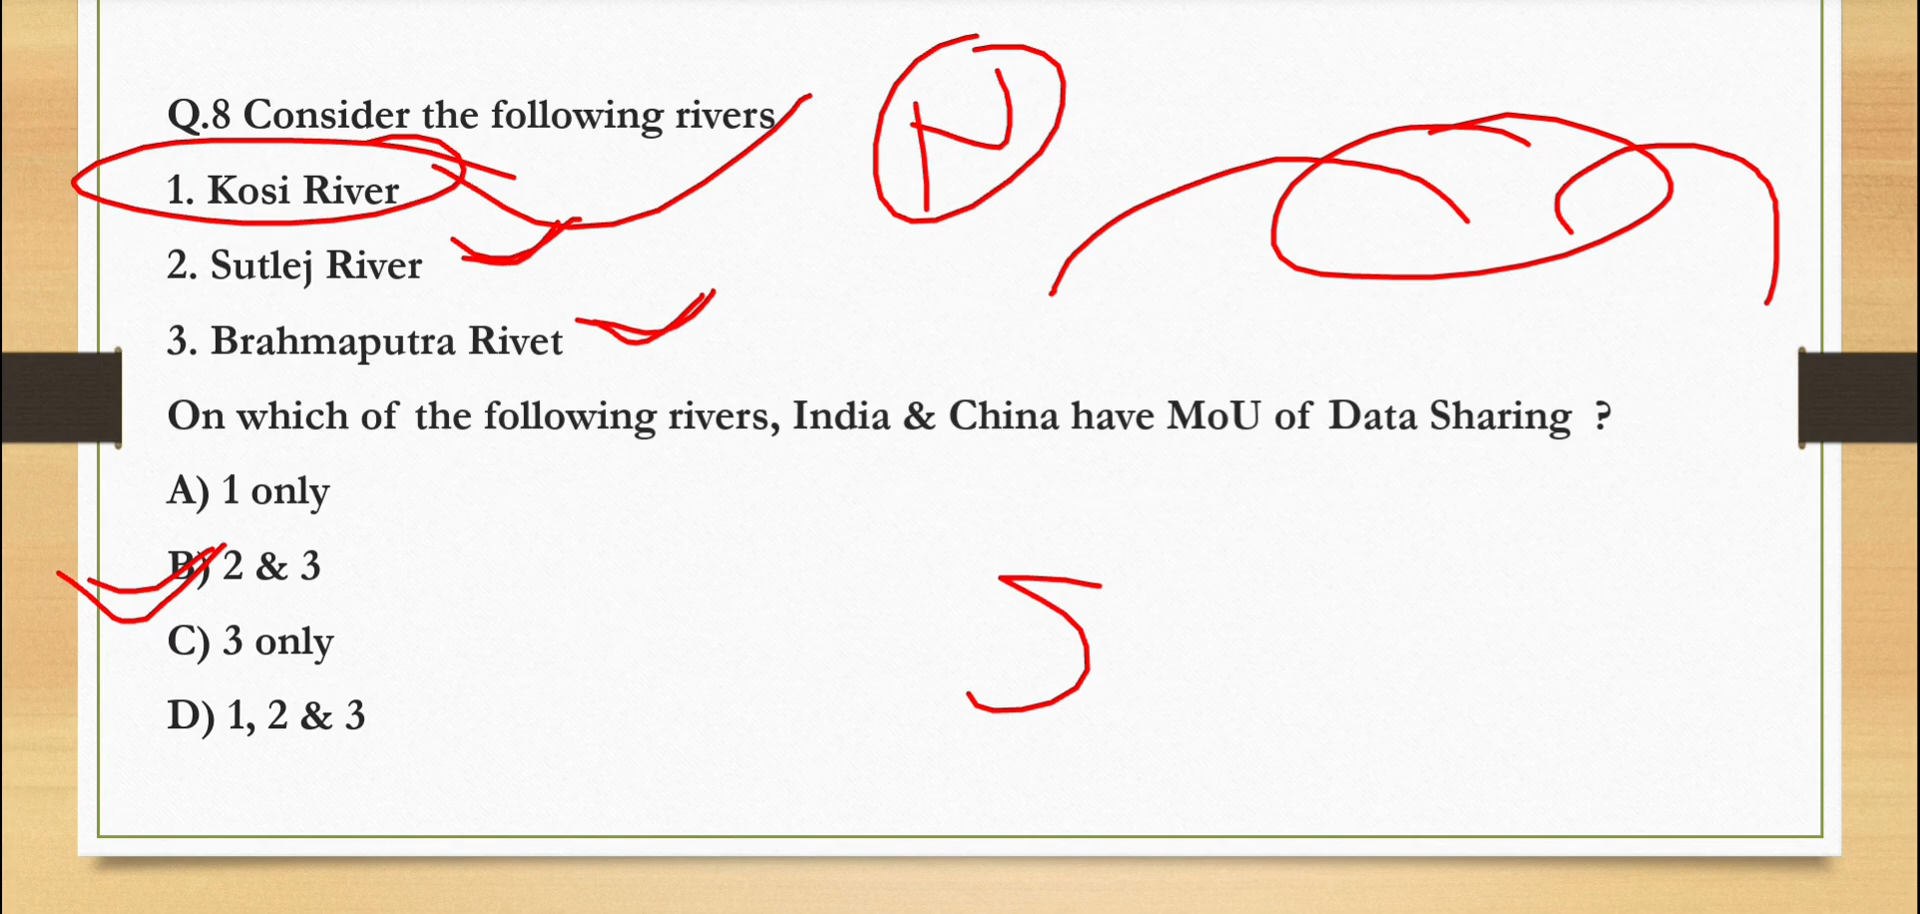 Q.8 Consider the following rivers
1. Kosi River
2. Sutlej River
3. Brahmaputra Rivet
On which of the following rivers, India & China have MoU of Data Sharing ?
A) 1 only
B) 2 & 3
C) 3 only
D) 1, 2 & 3